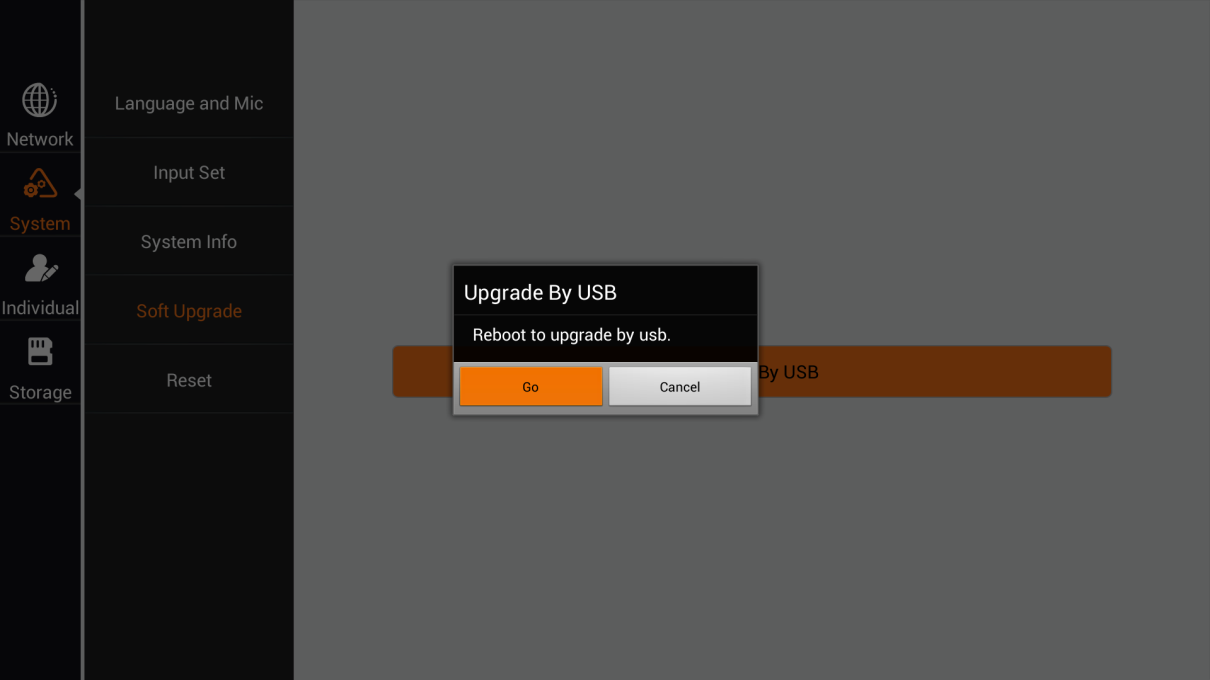 Network
System
Individual
Storage
Language and Mic
Input Set
System Info
Soft Upgrade
Reset
Upgrade By USB
Reboot to upgrade by usb.
Go
Cancel
By USB